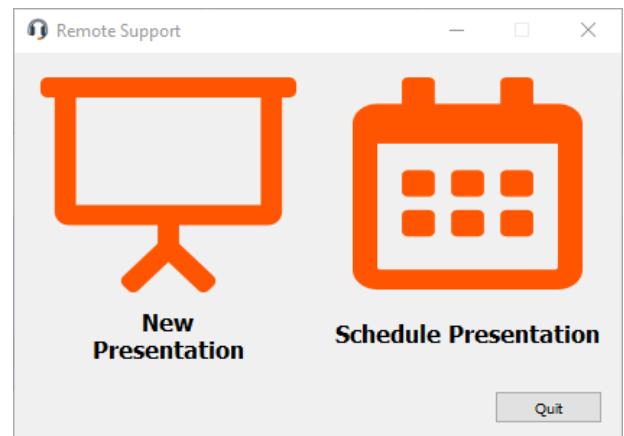 Remote Support
New
Presentation
Schedule Presentation
Quit